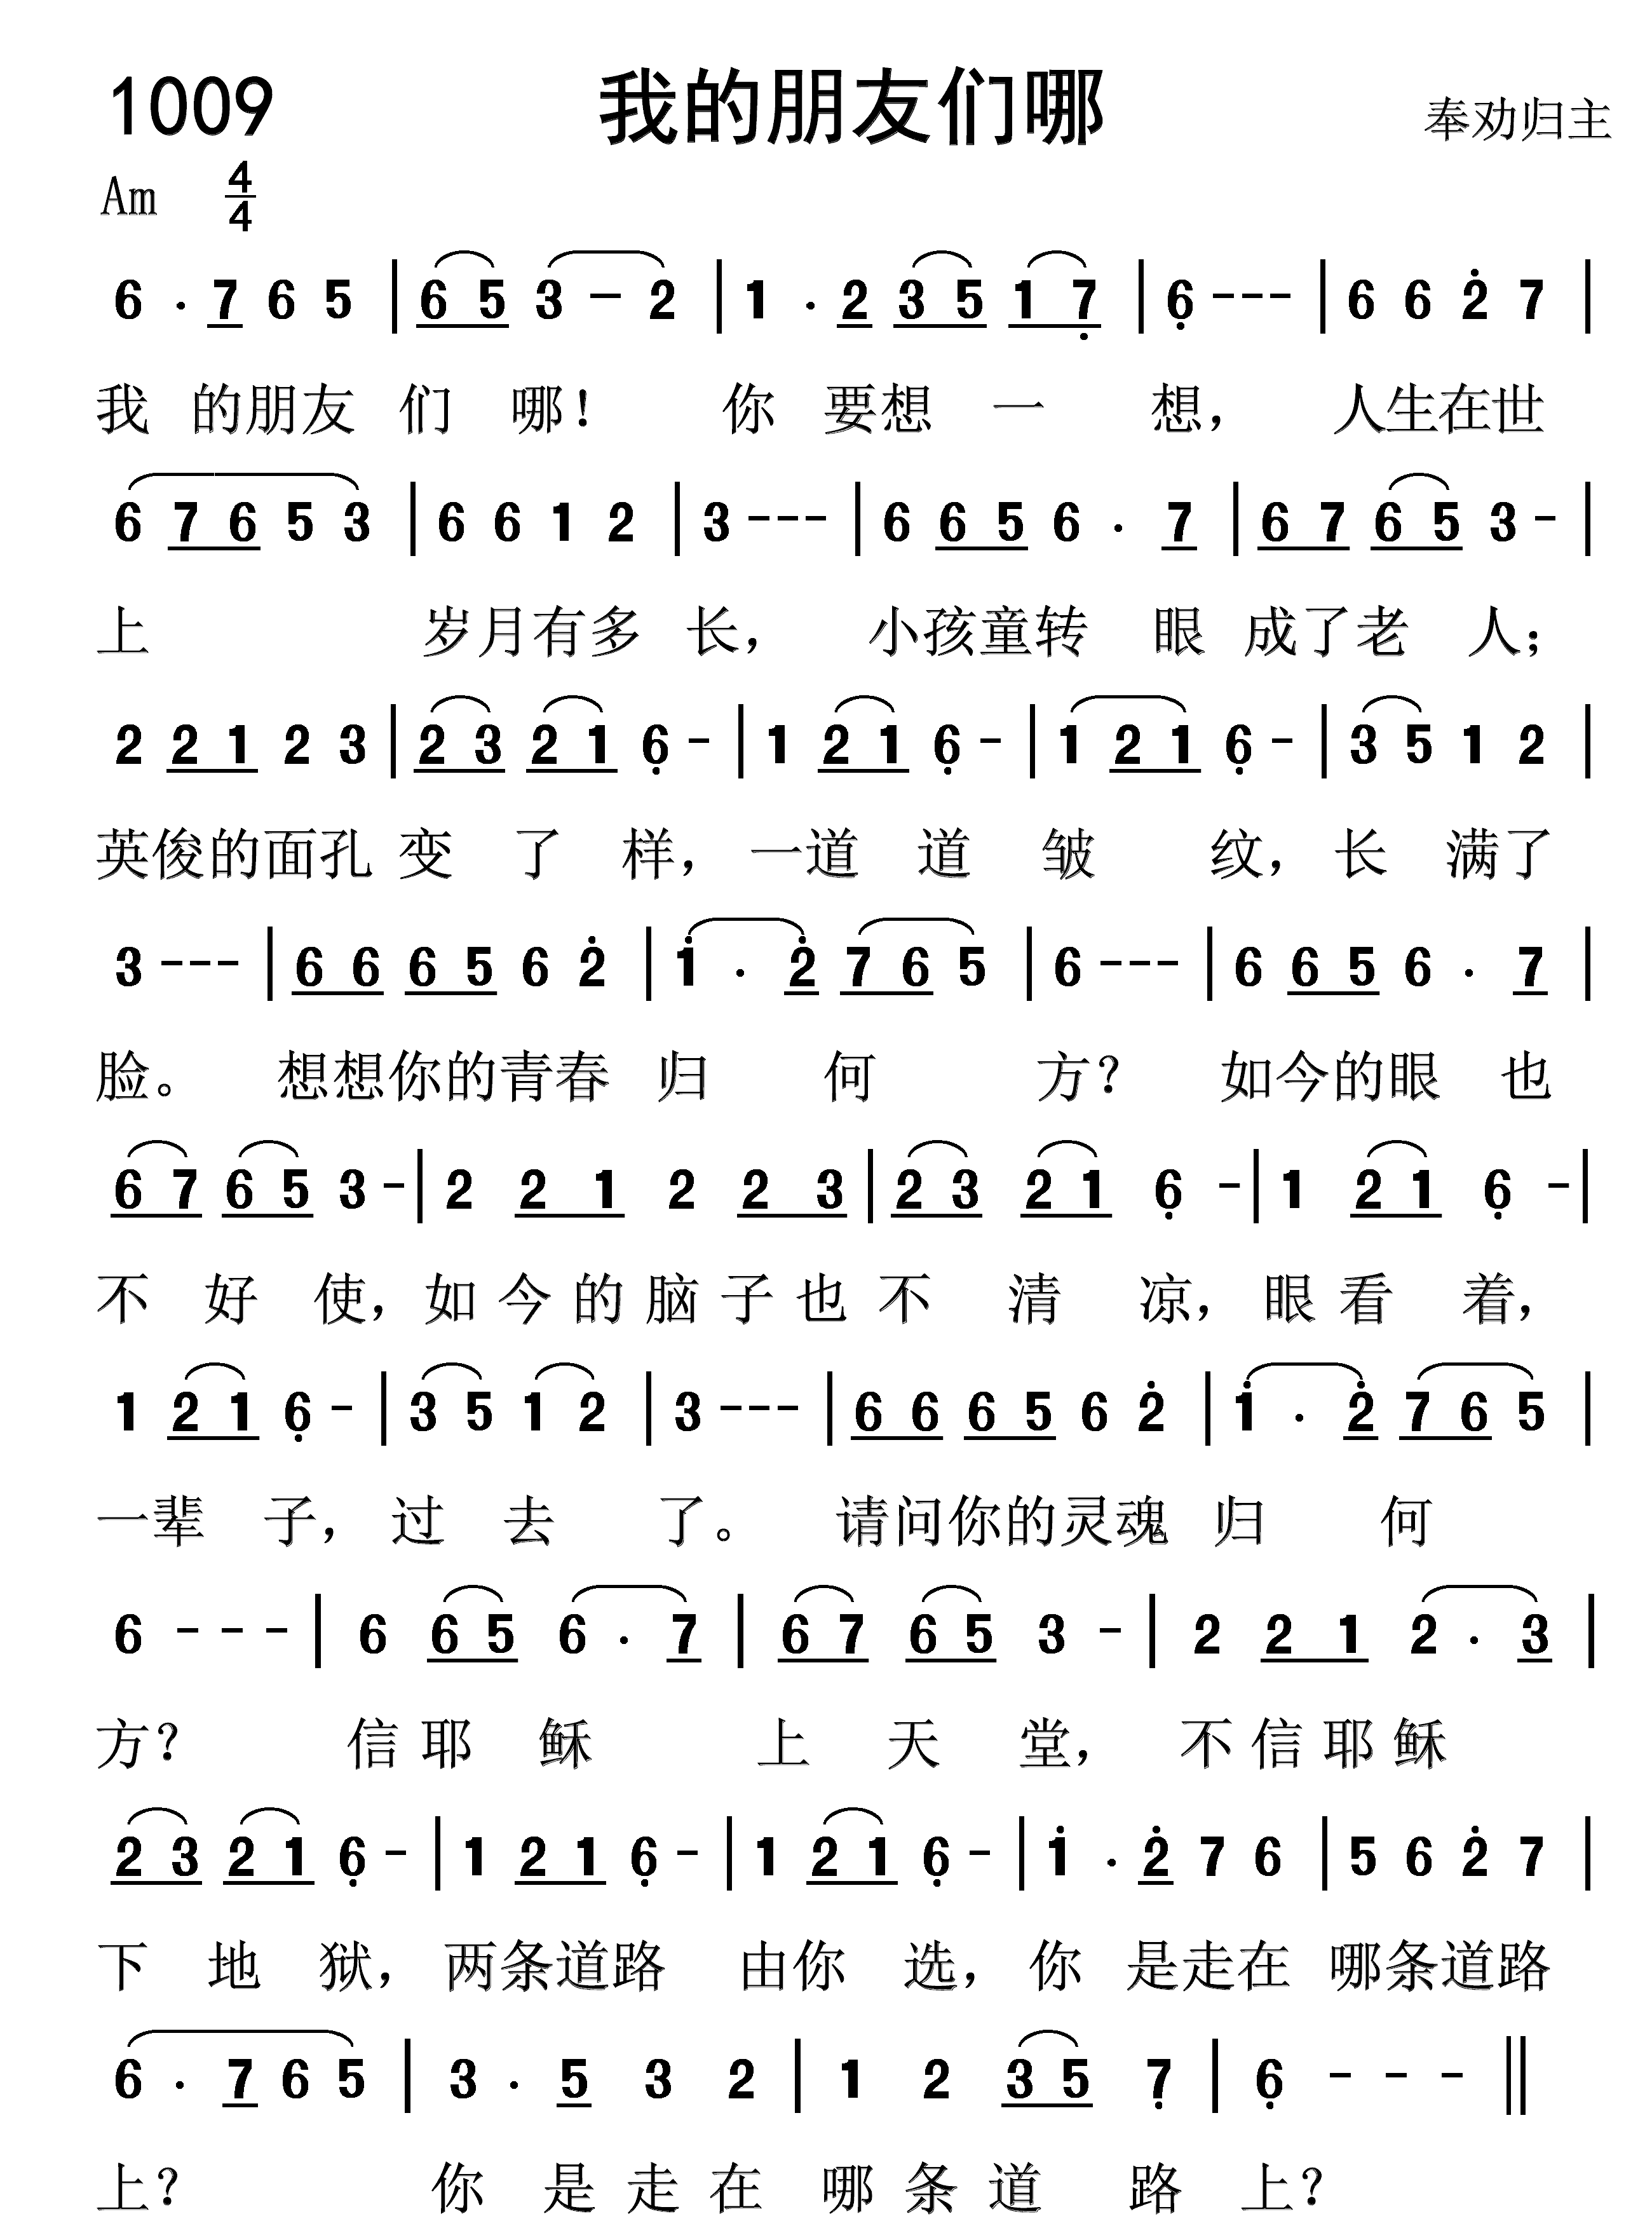 1009 我的朋友们哪 奉劝归主
Am 4/4
6 · 7 6 5 | 6 5 3 — 2 | 1 · 2 3 5 1 7̣ | 6̣ - - - | 6 6 2̇ 7 |
我 的朋友 们 哪！ 你 要想 一 想， 人生在世
6 7 6 5 3 | 6 6 1 2 | 3 - - - | 6 6 5 6 · 7 | 6 7 6 5 3 - |
上 岁月有多 长， 小孩童转 眼 成了老 人；
2 2 1 2 3 | 2 3 2 1 6̣ - | 1 2 1 6̣ - | 1 2 1 6̣ - | 3 5 1 2 |
英俊的面孔 变 了 样， 一道 道 皱 纹， 长 满了
3 - - - | 6 6 6 5 6 2̇ | 1̇ · 2̇ 7 6 5 | 6 - - - | 6 6 5 6 · 7 |
脸。 想想你的青春 归 何 方？ 如今的眼 也
6 7 6 5 3 - | 2 2 1 2 2 3 | 2 3 2 1 6̣ - | 1 2 1 6̣ - |
不 好 使，如 今 的 脑 子 也 不 清 凉， 眼 看 着，
1 2 1 6̣ - | 3 5 1 2 | 3 - - - | 6 6 6 5 6 2̇ | 1̇ · 2̇ 7 6 5 |
一辈 子， 过 去 了。 请问你的灵魂 归 何
6 - - - | 6 6 5 6 · 7 | 6 7 6 5 3 - | 2 2 1 2 · 3 |
方？ 信 耶 稣 上 天 堂， 不 信 耶 稣
2 3 2 1 6̣ - | 1 2 1 6̣ - | 1 2 1 6̣ - | 1̇ · 2̇ 7 6 | 5 6 2̇ 7 |
下 地 狱， 两条道路 由你 选， 你 是走在 哪条道路
6 · 7 6 5 | 3 · 5 3 2 | 1 2 3 5 7̣ | 6̣ - - - ||
上？ 你 是 走 在 哪 条 道 路 上？